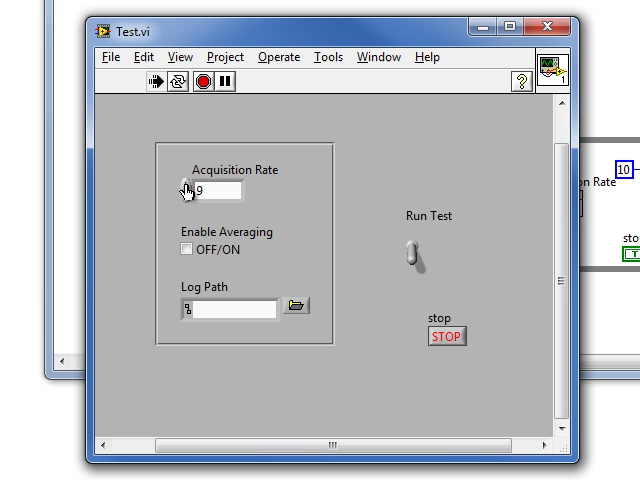 Test.vi
File Edit View Project Operate Tools Window Help
?
1
Acquisition Rate
9
Enable Averaging
OFF/ON
Log Path
Run Test
stop
STOP
10
on Rate
sto
T